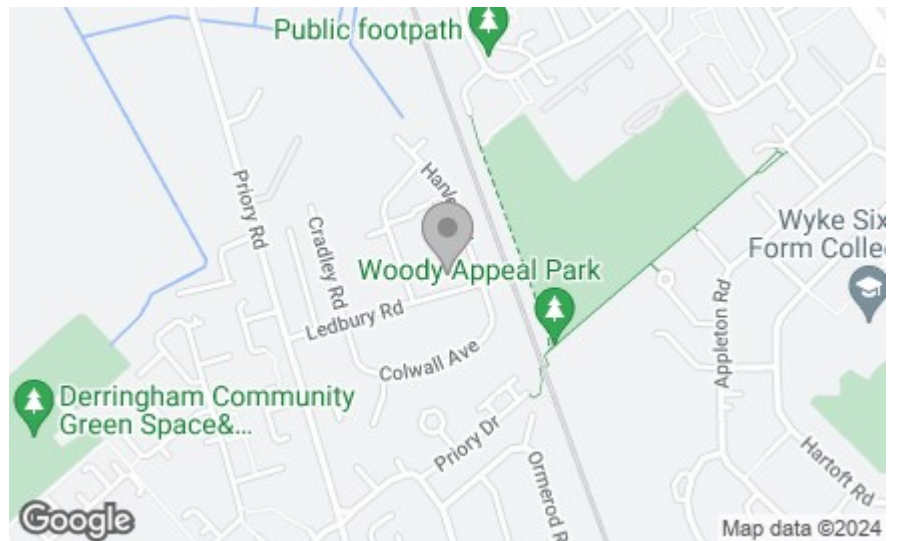 Public footpath
Priory Rd
Cradley Rd
Wyke Six
Form Colle
Woody Appeal Park
Ledbury Rd
Appleton Rd
Colwall Ave
Derringham Community
Green Space&...
Priory Dr
Ormerod R
Hartoft Rd
Google
Map data ©2024